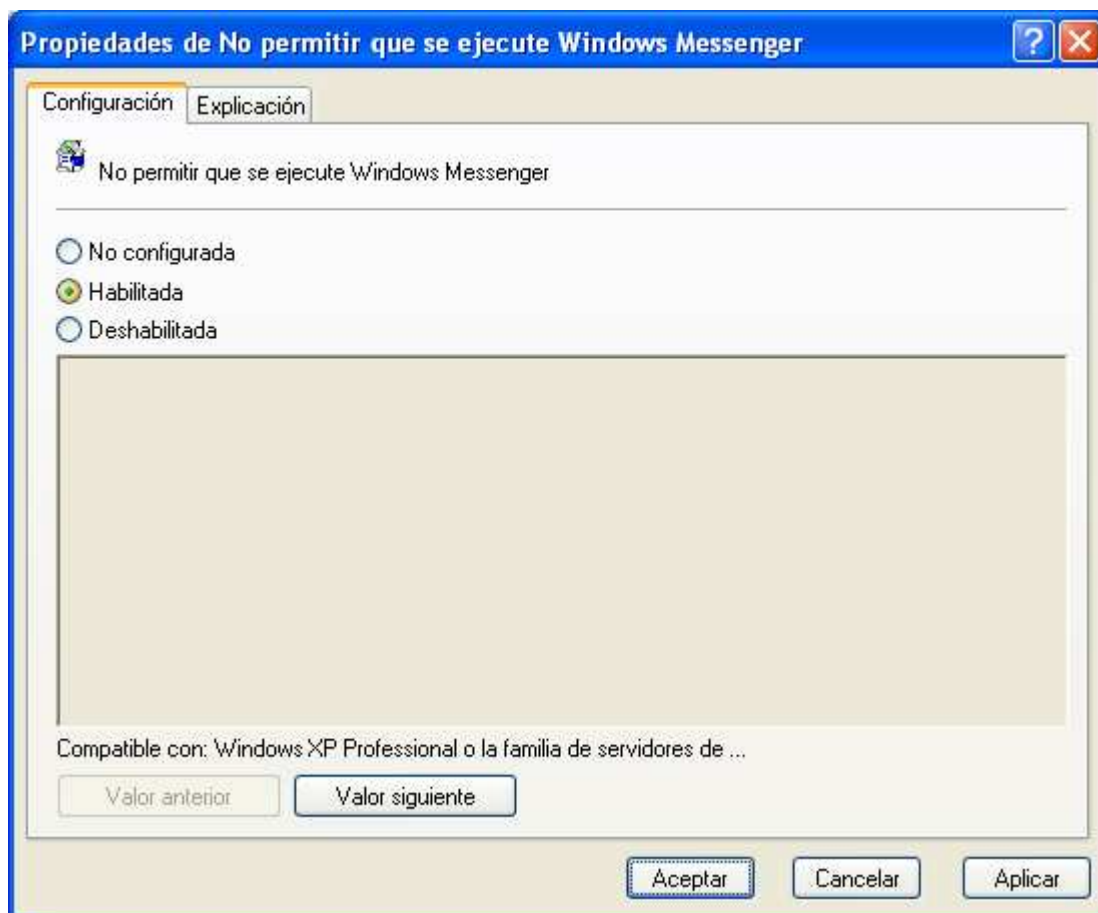 Propiedades de No permitir que se ejecute Windows Messenger
?
Configuración
Explicación
No permitir que se ejecute Windows Messenger
No configurada
Habilitada
Deshabilitada
Compatible con: Windows XP Professional o la familia de servidores de ...
Valor anterior
Valor siguiente
Aceptar
Cancelar
Aplicar